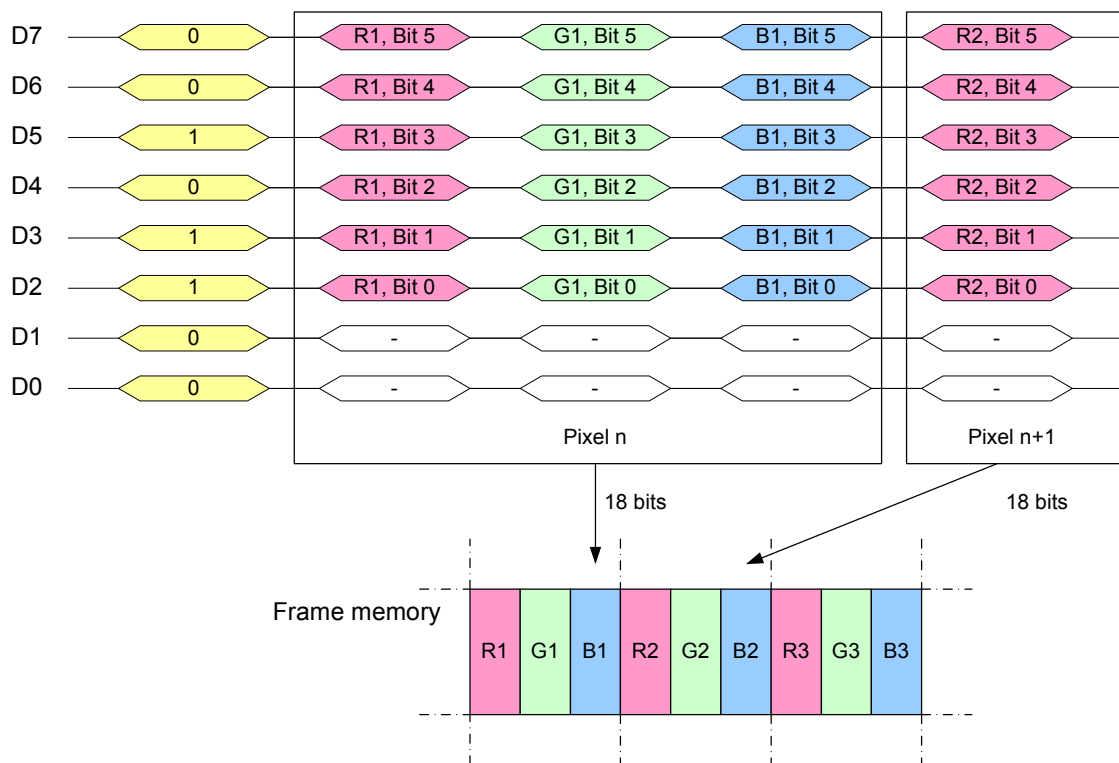 D7 0 R1, Bit 5 G1, Bit 5 B1, Bit 5 R2, Bit 5
D6 0 R1, Bit 4 G1, Bit 4 B1, Bit 4 R2, Bit 4
D5 1 R1, Bit 3 G1, Bit 3 B1, Bit 3 R2, Bit 3
D4 0 R1, Bit 2 G1, Bit 2 B1, Bit 2 R2, Bit 2
D3 1 R1, Bit 1 G1, Bit 1 B1, Bit 1 R2, Bit 1
D2 1 R1, Bit 0 G1, Bit 0 B1, Bit 0 R2, Bit 0
D1 0 - - - -
D0 0 - - - -
Pixel n Pixel n+1
18 bits 18 bits
Frame memory
R1 G1 B1 R2 G2 B2 R3 G3 B3